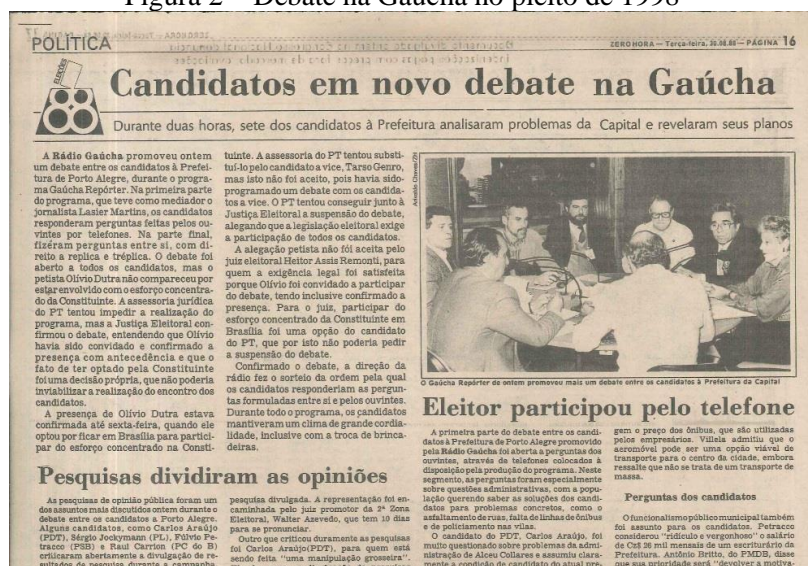 Figura 2 – Debate na Gaúcha no pleito de 1998
POLÍTICA
ZERO HORA — Terça-feira, 30.08.88 — PÁGINA 16
ELEIÇÕES
88
Candidatos em novo debate na Gaúcha
Durante duas horas, sete dos candidatos à Prefeitura analisaram problemas da Capital e revelaram seus planos
A Rádio Gaúcha promoveu ontem
um debate entre os candidatos à Prefei-
tura de Porto Alegre, durante o progra-
ma Gaúcha Repórter. Na primeira parte
do programa, que teve como mediador o
jornalista Lasier Martins, os candidatos
responderam perguntas feitas pelos ou-
vintes por telefones. Na parte final,
fizeram perguntas entre si, com di-
reito a replica e tréplica. O debate foi
aberto a todos os candidatos, mas o
petista Olívio Dutra não compareceu por
estar envolvido com o esforço concentra-
do da Constituinte. A assessoria jurídica
do PT tentou impedir a realização do
programa, mas a Justiça Eleitoral con-
firmou o debate, entendendo que Olívio
havia sido convidado e confirmado a
presença com antecedência e que o
fato de ter optado pela Constituinte
foi uma decisão própria, que não poderia
inviabilizar a realização do encontro dos
candidatos.
A presença de Olívio Dutra estava
confirmada até sexta-feira, quando ele
optou por ficar em Brasília para partici-
par do esforço concentrado na Consti-
tuinte. A assessoria do PT tentou substi-
tuí-lo pelo candidato a vice, Tarso Genro,
mas isto não foi aceito, pois havia sido
programado um debate com os candida-
tos a vice. O PT tentou conseguir junto à
Justiça Eleitoral a suspensão do debate,
alegando que a legislação eleitoral exige
a participação de todos os candidatos.
A alegação petista não foi aceita pelo
juiz eleitoral Heitor Assis Remonti, para
quem a exigência legal foi satisfeita
porque Olívio foi convidado a participar
do debate, tendo inclusive confirmado a
presença. Para o juiz, participar do
esforço concentrado da Constituinte em
Brasília foi uma opção do candidato
do PT, que por isto não poderia pedir
a suspensão do debate.
Confirmado o debate, a direção da
rádio fez o sorteio da ordem pela qual
os candidatos responderiam as pergun-
tas formuladas entre si e pelos ouvintes.
Durante todo o programa, os candidatos
mantiveram um clima de grande cordia-
lidade, inclusive com a troca de brinca-
deiras.
O Gaúcha Repórter de ontem promoveu mais um debate entre os candidatos à Prefeitura da Capital
Pesquisas dividiram as opiniões
As pesquisas de opinião pública foram um
dos assuntos mais discutidos ontem durante o
debate entre os candidatos a Porto Alegre.
Alguns candidatos, como Carlos Araújo
(PDT), Sérgio Jockymann (PL), Fúlvio Pe-
tracco (PSB) e Raul Carrion (PC do B)
criticaram abertamente a divulgação de re-
sultados de pesquisa durante a campanha.
pesquisa divulgada. A representação foi en-
caminhada pelo juiz promotor da 2ª Zona
Eleitoral, Walter Azevedo, que tem 10 dias
para se pronunciar.
Outro que criticou duramente as pesquisas
foi Carlos Araújo(PDT), para quem está
sendo feita "uma manipulação grosseira".
Eleitor participou pelo telefone
A primeira parte do debate entre os candi-
datos à Prefeitura de Porto Alegre promovido
pela Rádio Gaúcha foi aberta a perguntas dos
ouvintes, através da telefones colocados à
disposição pela produção do programa. Neste
segmento, as perguntas foram especialmente
sobre questões administrativas, com a popu-
lação querendo saber as soluções dos candi-
datos para problemas concretos, como o
asfaltamento de ruas, falta de linhas de ônibus
e de policiamento nas vilas.
O candidato do PDT, Carlos Araújo, foi
muito questionado sobre problemas da admi-
nistração de Alceu Collares e assumiu clara-
mente a condição de candidato do atual pre-
gem o preço dos ônibus, que são utilizadas
pelos empresários. Villela admitiu que o
aeromóvel pode ser uma opção viável de
transporte para o centro da cidade, embora
ressalte que não se trata de um transporte de
massa.
Perguntas dos candidatos
O funcionalismo público municipal também
foi assunto para os candidatos. Petracco
considerou "ridículo e vergonhoso" o salário
de Cz$ 26 mil mensais de um escriturário da
Prefeitura. Antônio Britto, do PMDB, disse
que sua prioridade será "devolver a motiva-